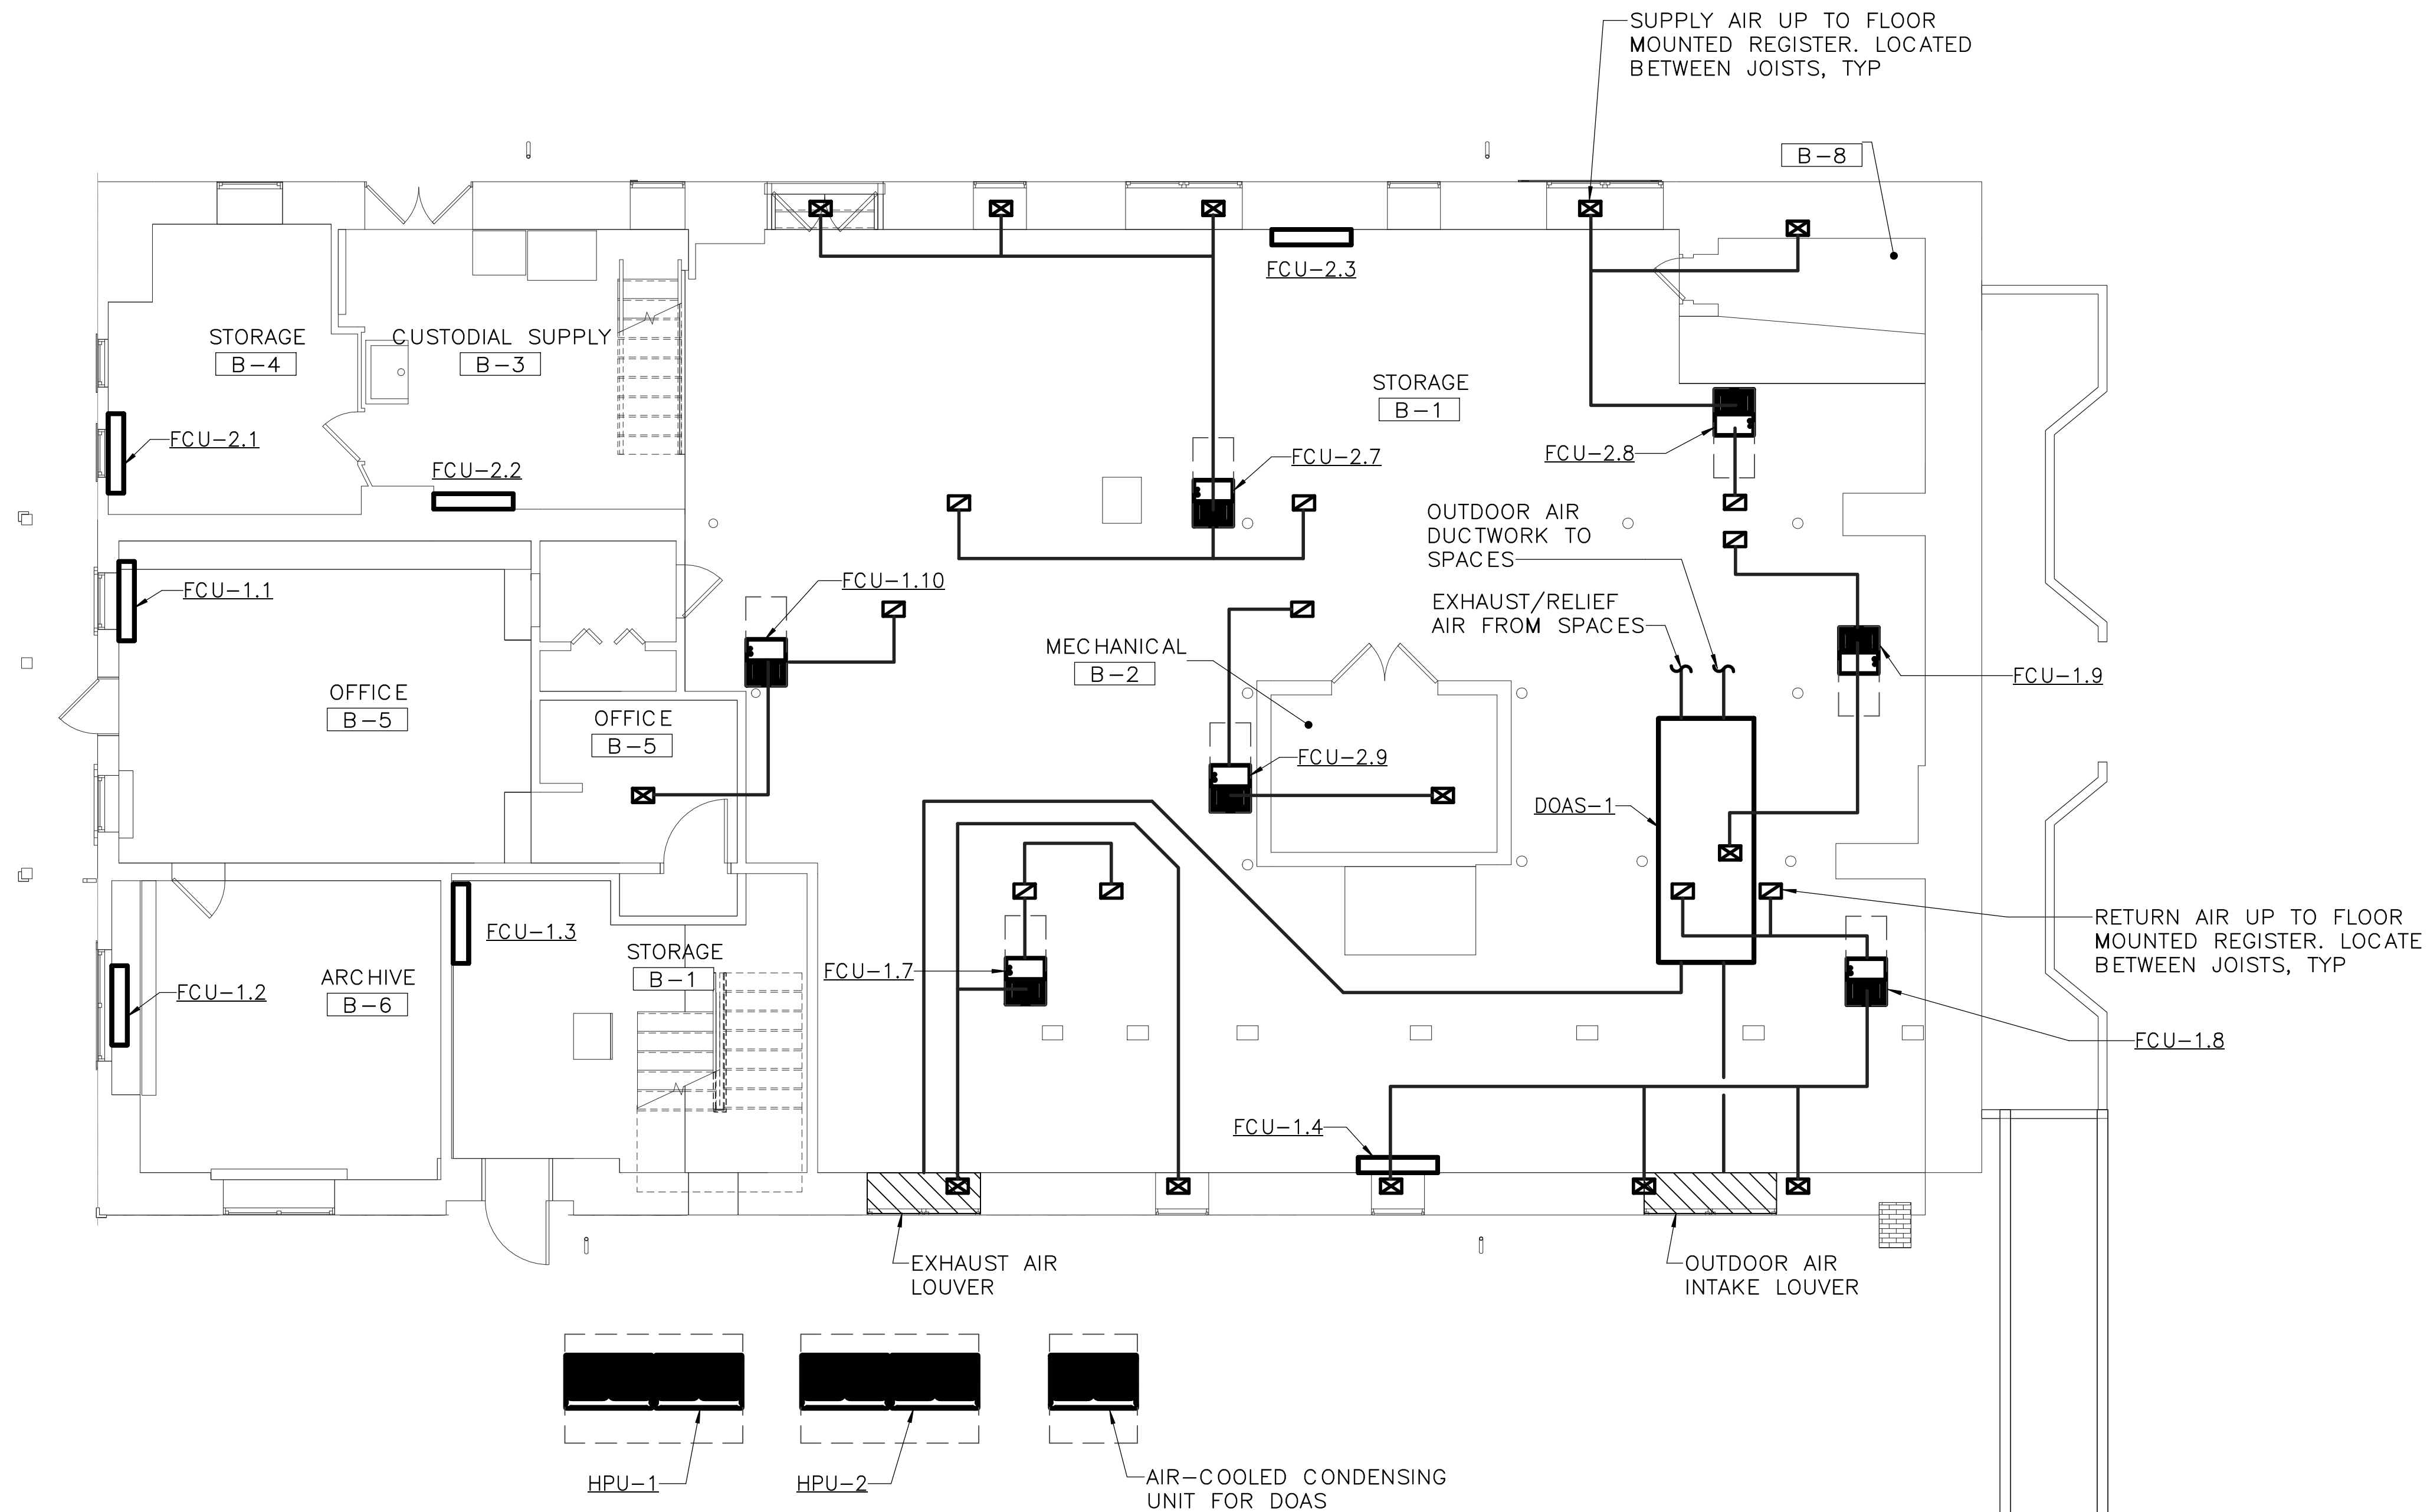 SUPPLY AIR UP TO FLOOR
MOUNTED REGISTER. LOCATED
BETWEEN JOISTS, TYP
B-8
FCU-2.3
STORAGE
B-4
CUSTODIAL SUPPLY
B-3
STORAGE
B-1
FCU-2.1
FCU-2.2
FCU-2.7
FCU-2.8
OUTDOOR AIR
DUCTWORK TO
SPACES
FCU-1.1
FCU-1.10
EXHAUST/RELIEF
AIR FROM SPACES
MECHANICAL
B-2
FCU-1.9
OFFICE
B-5
OFFICE
B-5
FCU-2.9
DOAS-1
FCU-1.3
STORAGE
B-1
RETURN AIR UP TO FLOOR
MOUNTED REGISTER. LOCATE
BETWEEN JOISTS, TYP
FCU-1.2
ARCHIVE
B-6
FCU-1.7
FCU-1.8
FCU-1.4
EXHAUST AIR
LOUVER
OUTDOOR AIR
INTAKE LOUVER
HPU-1
HPU-2
AIR-COOLED CONDENSING
UNIT FOR DOAS